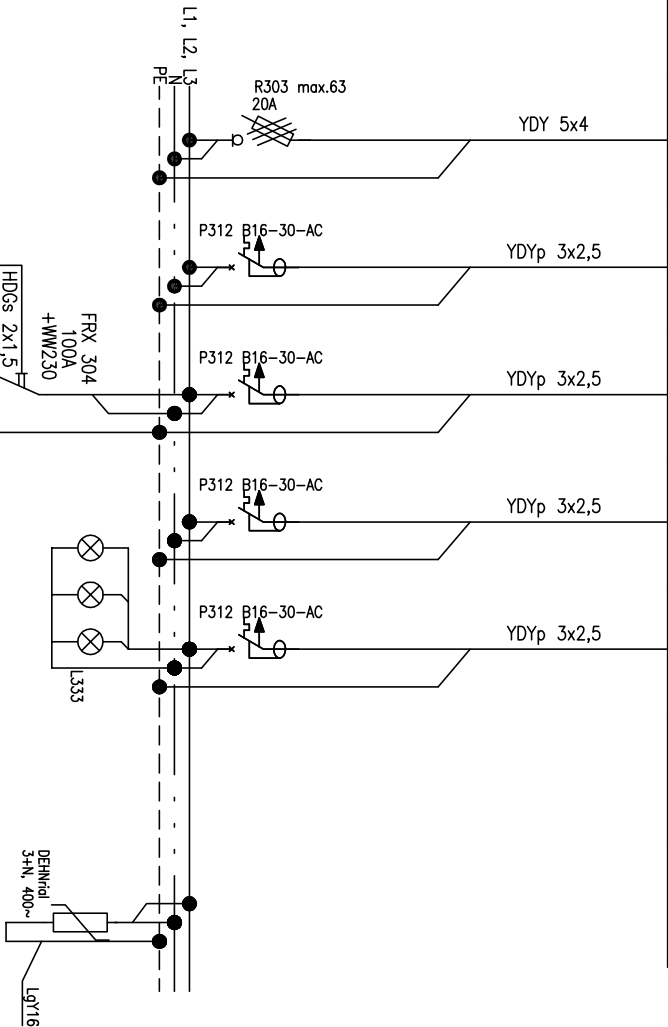 L1, L2, L3
N
PE
R303 max.63
20A
YDY 5x4
P312 B16-30-AC
YDYp 3x2,5
P312 B16-30-AC
YDYp 3x2,5
HDGs 2x1,5
FRX 304
100A
+WW230
P312 B16-30-AC
YDYp 3x2,5
P312 B16-30-AC
YDYp 3x2,5
L333
DEHNrial
3+N, 400~
LgY16